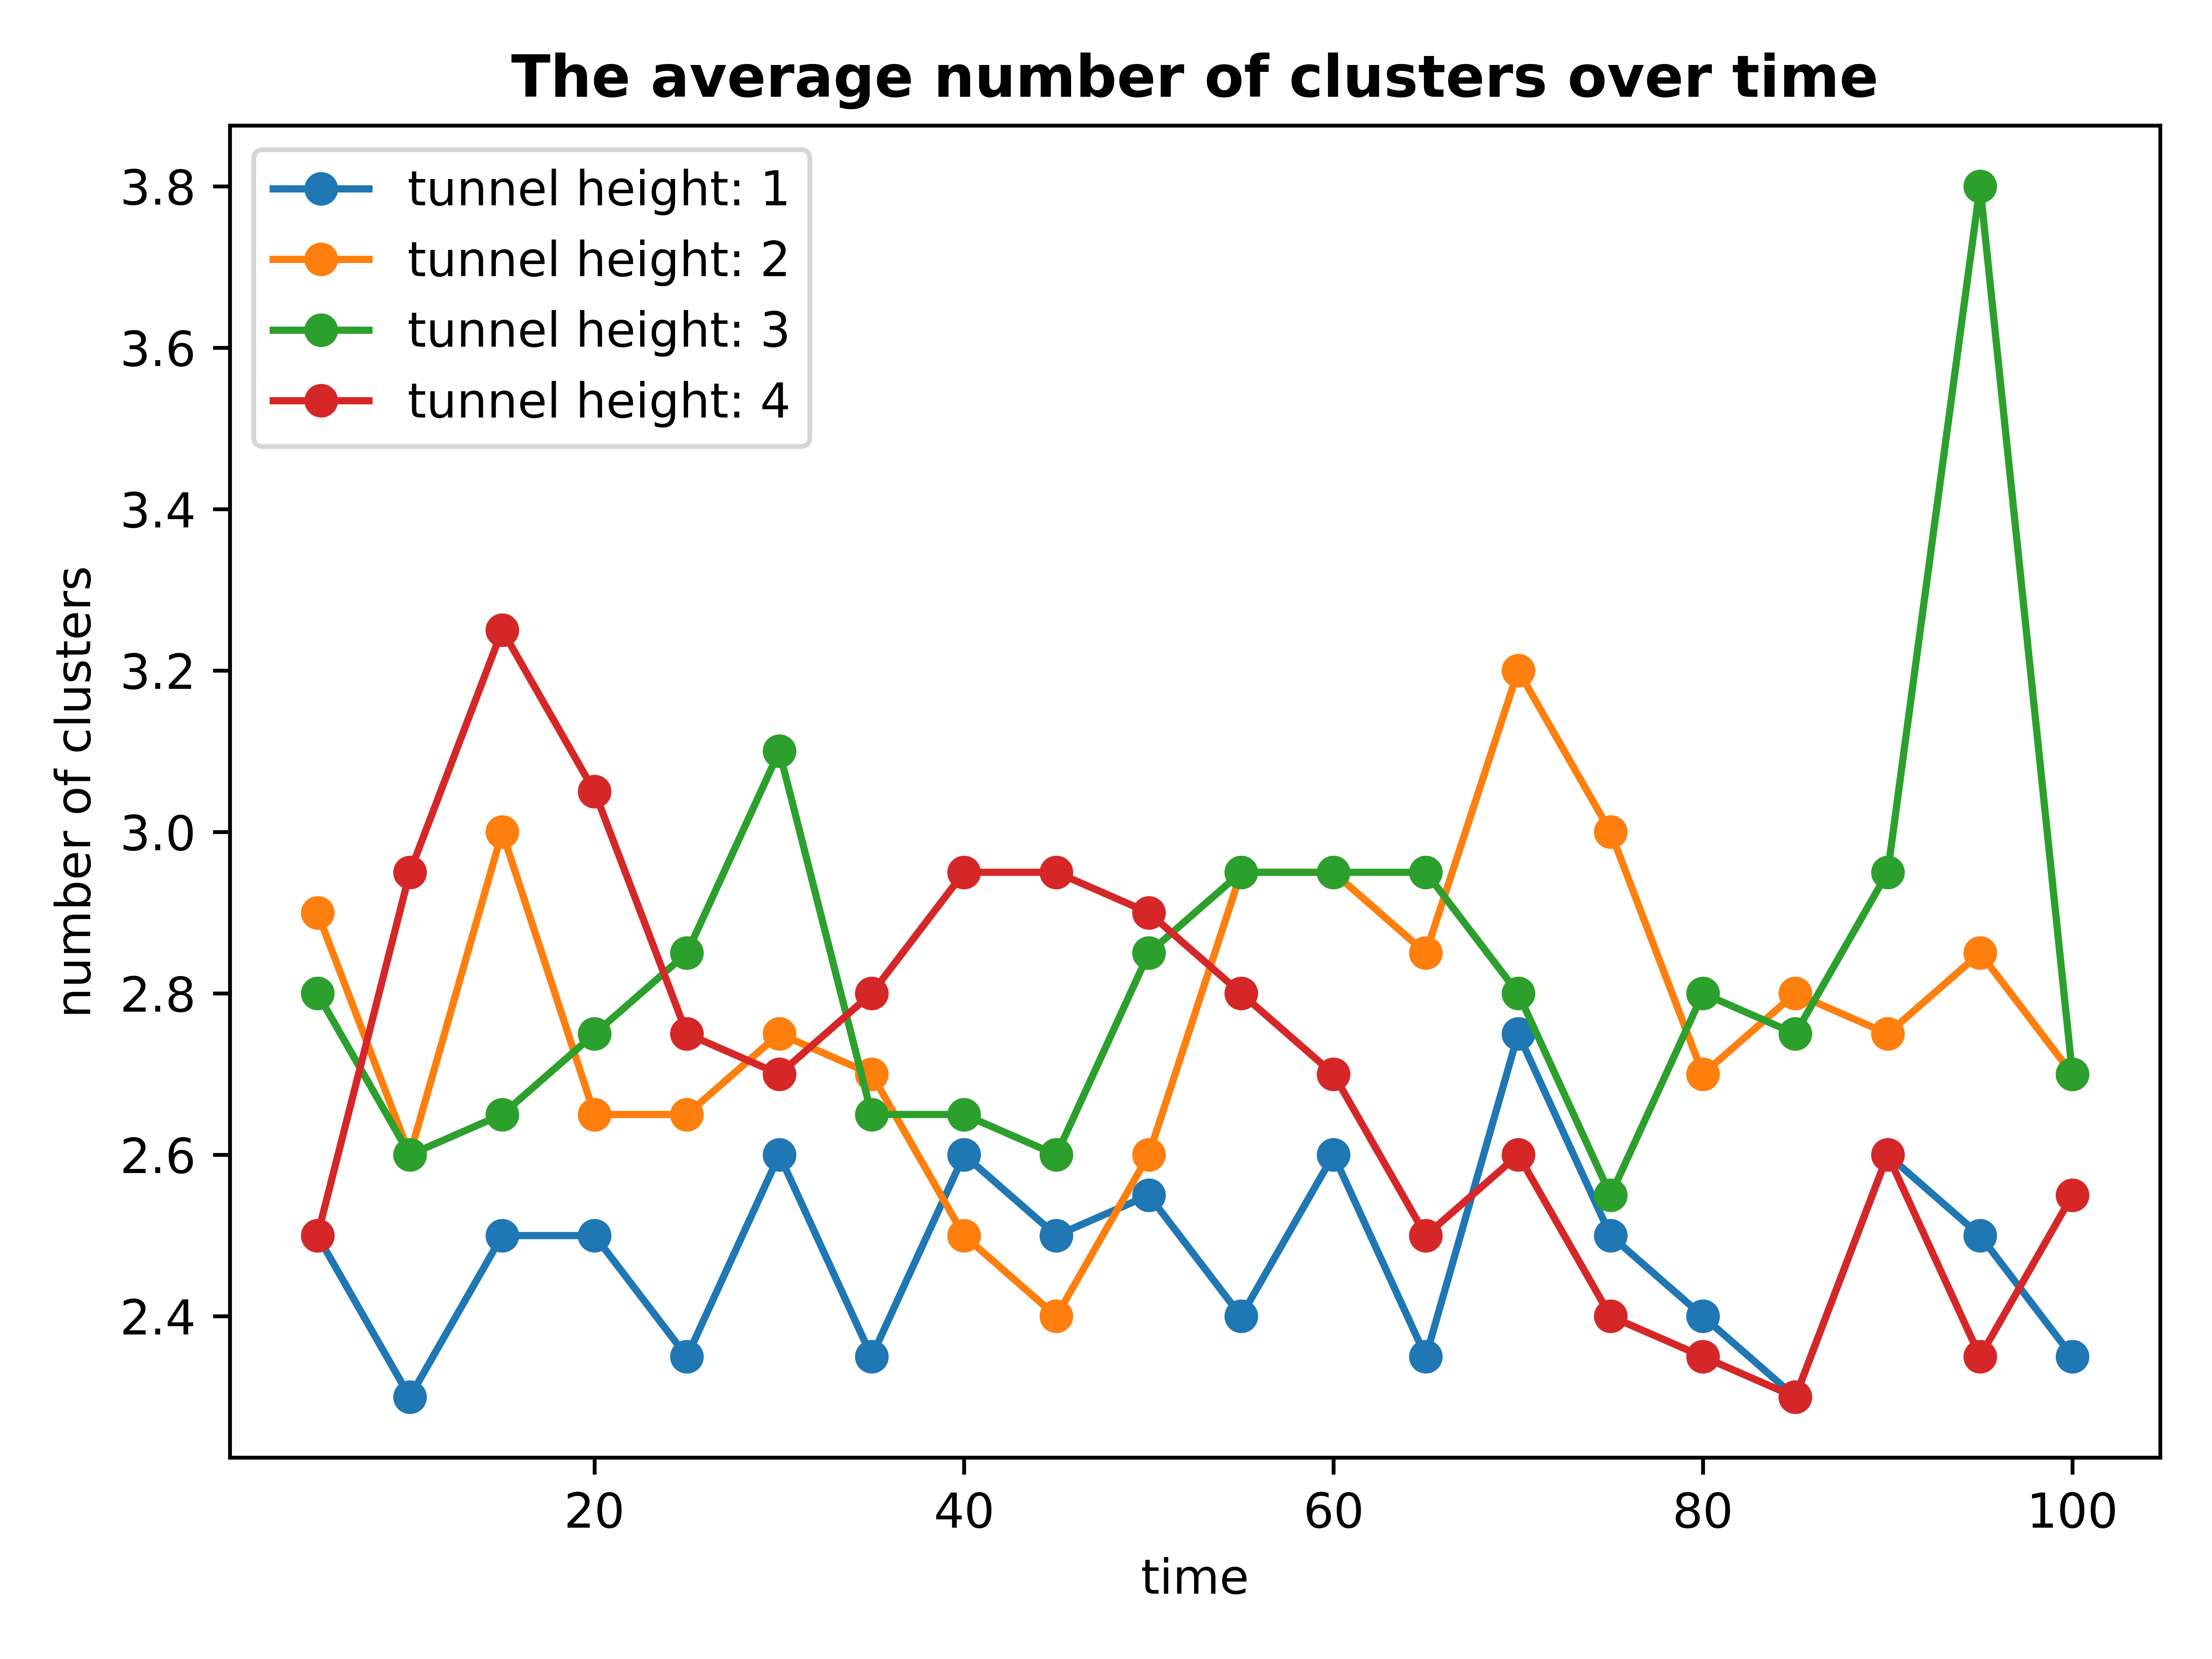 The average number of clusters over time
tunnel height: 1
tunnel height: 2
tunnel height: 3
tunnel height: 4
3.8
3.6
3.4
3.2
3.0
2.8
2.6
2.4
number of clusters
20 40 60 80 100
time